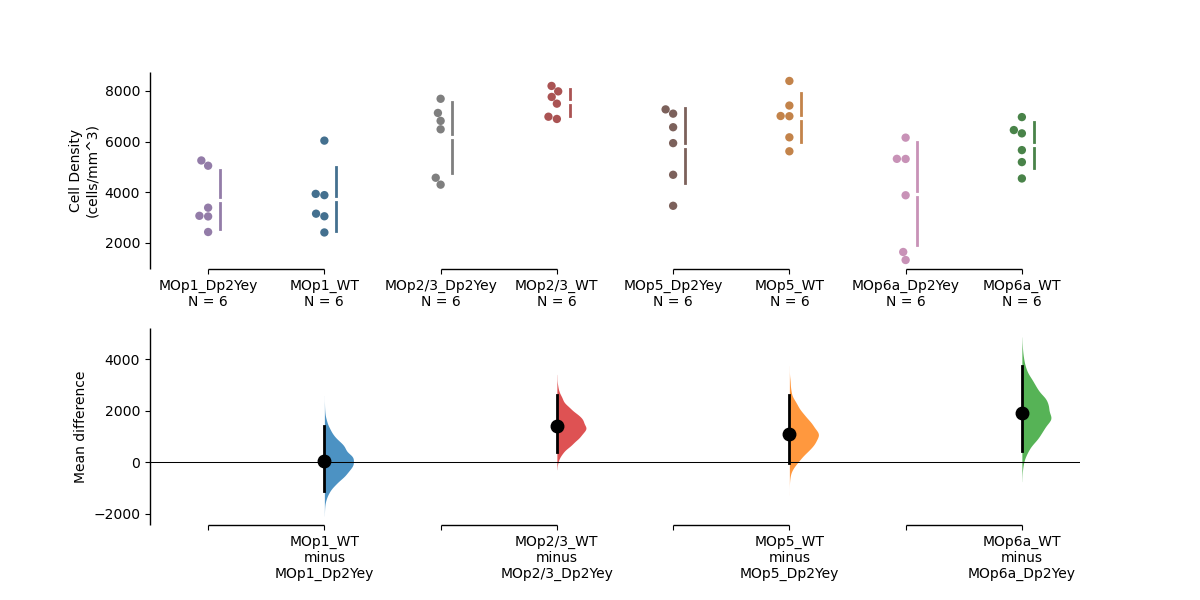 8000
6000
4000
2000
Cell Density
(cells/mm^3)
MOp1_Dp2Yey
N = 6
MOp1_WT
N = 6
MOp2/3_Dp2Yey
N = 6
MOp2/3_WT
N = 6
MOp5_Dp2Yey
N = 6
MOp5_WT
N = 6
MOp6a_Dp2Yey
N = 6
MOp6a_WT
N = 6
4000
2000
0
−2000
Mean difference
MOp1_WT
minus
MOp1_Dp2Yey
MOp2/3_WT
minus
MOp2/3_Dp2Yey
MOp5_WT
minus
MOp5_Dp2Yey
MOp6a_WT
minus
MOp6a_Dp2Yey